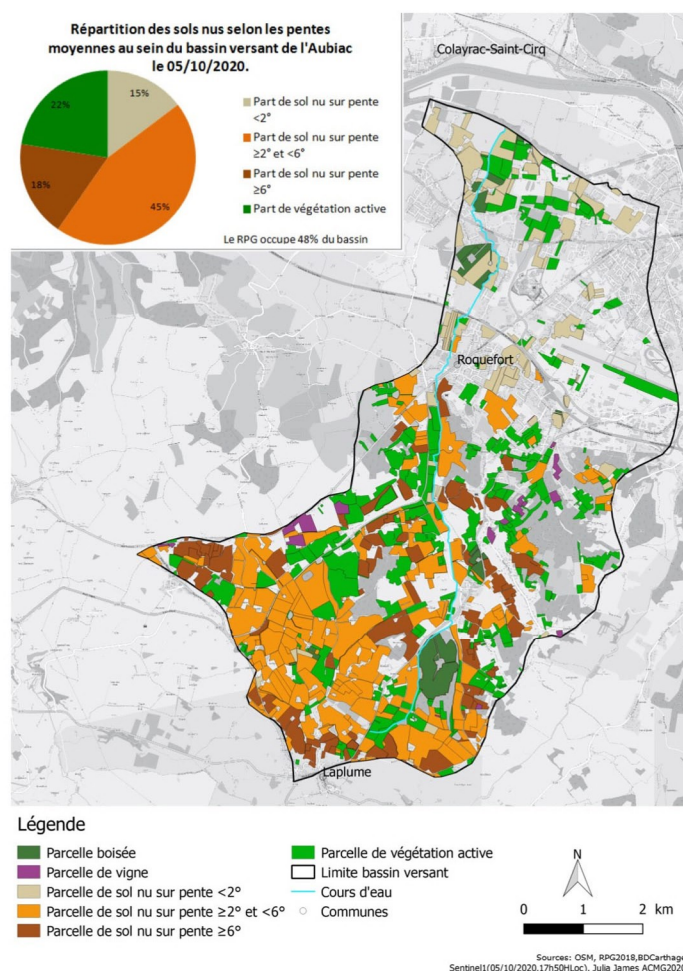 Répartition des sols nus selon les pentes
moyennes au sein du bassin versant de l'Aubiac
le 05/10/2020.
15%
45%
18%
22%
Part de sol nu sur pente
<2°
Part de sol nu sur pente
≥2° et <6°
Part de sol nu sur pente
≥6°
Part de végétation active
Le RPG occupe 48% du bassin
Colayrac-Saint-Cirq
Roquefort
Laplume
Légende
Parcelle boisée
Parcelle de vigne
Parcelle de sol nu sur pente <2°
Parcelle de sol nu sur pente ≥2° et <6°
Parcelle de sol nu sur pente ≥6°
Parcelle de végétation active
Limite bassin versant
Cours d'eau
Communes
N
0 1 2 km
Sources: OSM, RPG2018,BDCarthage
Sentinel1(05/10/2020,17h50HLoc), Julia James ACMG2020